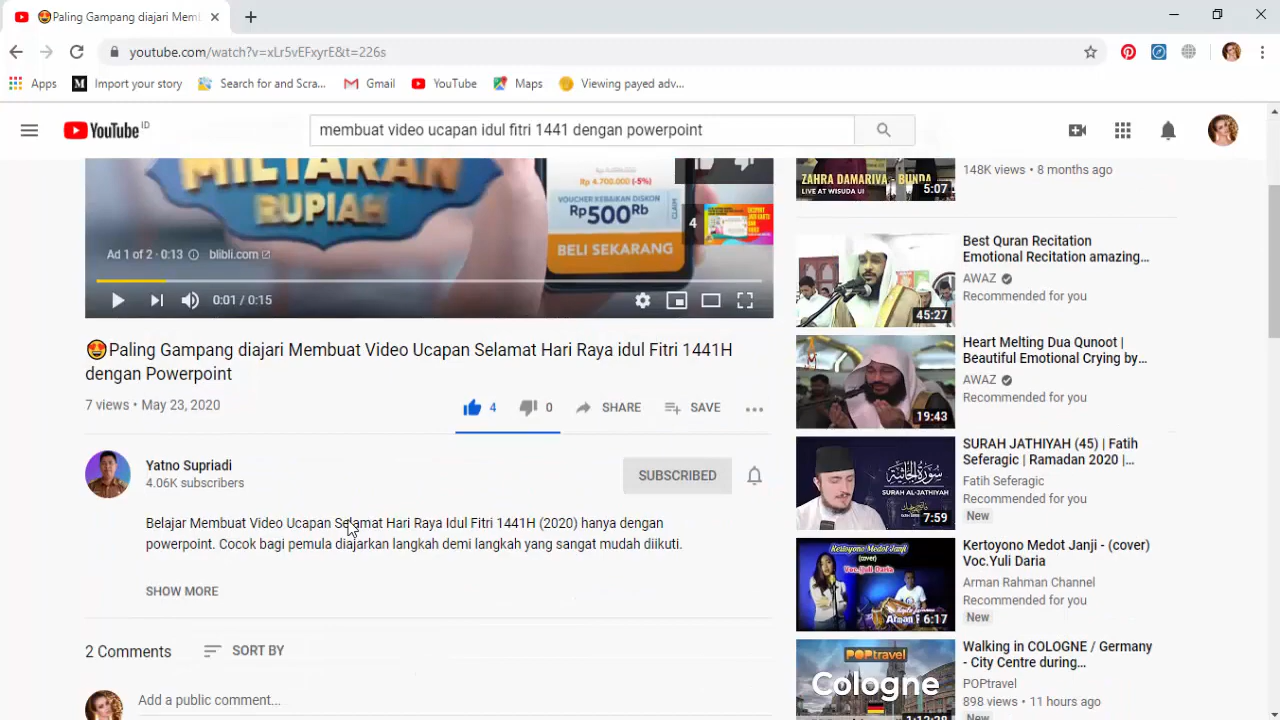 😍Paling Gampang diajari Memb
youtube.com/watch?v=xLr5vEFxyrE&t=226s
Apps
Import your story
Search for and Scra...
Gmail
YouTube
Maps
Viewing payed adv...
YouTube ID
membuat video ucapan idul fitri 1441 dengan powerpoint
MILYARAN
RUPIAH
Rp 4.700.000 (-5%)
VOUCHER KEBAIKAN DISKON
Rp500Rb
CLAIM
BELI SEKARANG
4
Ad 1 of 2 · 0:13
blibli.com
0:01 / 0:15
😍Paling Gampang diajari Membuat Video Ucapan Selamat Hari Raya idul Fitri 1441H
dengan Powerpoint
7 views • May 23, 2020
4
0
SHARE
SAVE
Yatno Supriadi
4.06K subscribers
SUBSCRIBED
Belajar Membuat Video Ucapan Selamat Hari Raya Idul Fitri 1441H (2020) hanya dengan
powerpoint. Cocok bagi pemula diajarkan langkah demi langkah yang sangat mudah diikuti.
SHOW MORE
2 Comments
SORT BY
Add a public comment...
ZAHRA DAMARIVA - BUNDA
LIVE AT WISUDA UI
5:07
148K views • 8 months ago
45:27
Best Quran Recitation
Emotional Recitation amazing...
AWAZ
Recommended for you
19:43
Heart Melting Dua Qunoot |
Beautiful Emotional Crying by...
AWAZ
Recommended for you
سورة الجاثية
SURAH AL-JATHIYAH
7:59
SURAH JATHIYAH (45) | Fatih
Seferagic | Ramadan 2020 |...
Fatih Seferagic
Recommended for you
New
Kertoyono Medot Janji
(cover)
Voc.Yuli Daria
6:17
Kertoyono Medot Janji - (cover)
Voc.Yuli Daria
Arman Rahman Channel
Recommended for you
New
POPtravel
Cologne
1:12:38
Walking in COLOGNE / Germany
- City Centre during...
POPtravel
898 views • 11 hours ago
New